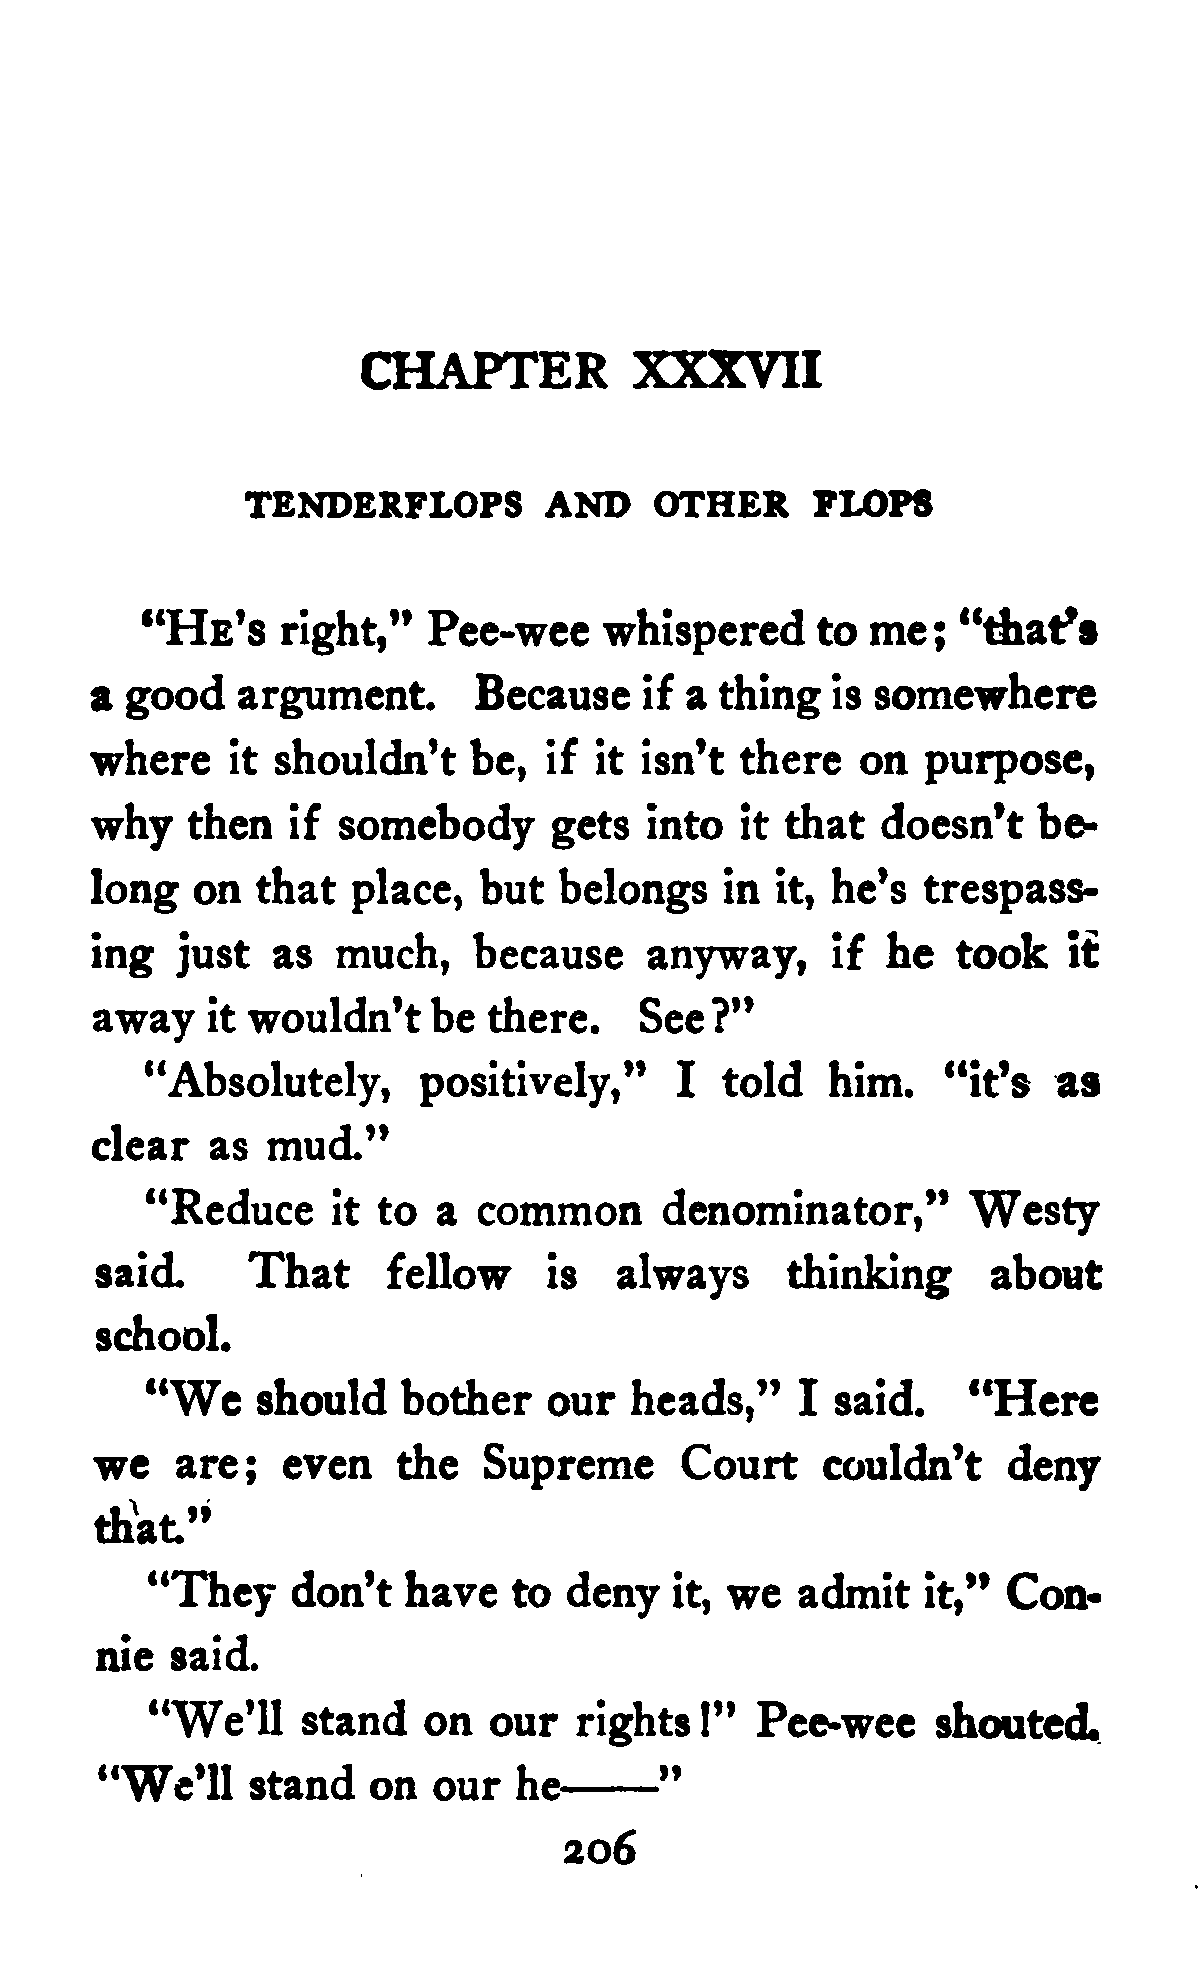 CHAPTER XXXVII
TENDERFLOPS AND OTHER FLOPS
“HE’s right,” Pee-wee whispered to me; “that’s
a good argument. Because if a thing is somewhere
where it shouldn’t be, if it isn’t there on purpose,
why then if somebody gets into it that doesn’t be-
long on that place, but belongs in it, he’s trespass-
ing just as much, because anyway, if he took it
away it wouldn’t be there. See?”
“Absolutely, positively,” I told him. “it’s as
clear as mud.”
“Reduce it to a common denominator,” Westy
said. That fellow is always thinking about
school.
“We should bother our heads,” I said. “Here
we are; even the Supreme Court couldn’t deny
that.”
“They don’t have to deny it, we admit it,” Con-
nie said.
“We’ll stand on our rights!” Pee-wee shouted.
“We’ll stand on our he——”
206